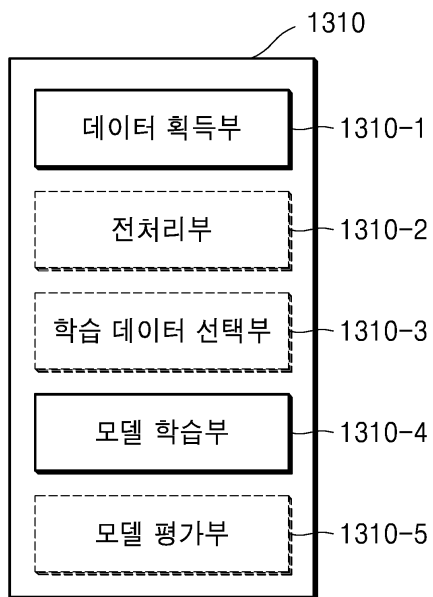 1310
데이터 획득부
1310-1
전처리부
1310-2
학습 데이터 선택부
1310-3
모델 학습부
1310-4
모델 평가부
1310-5